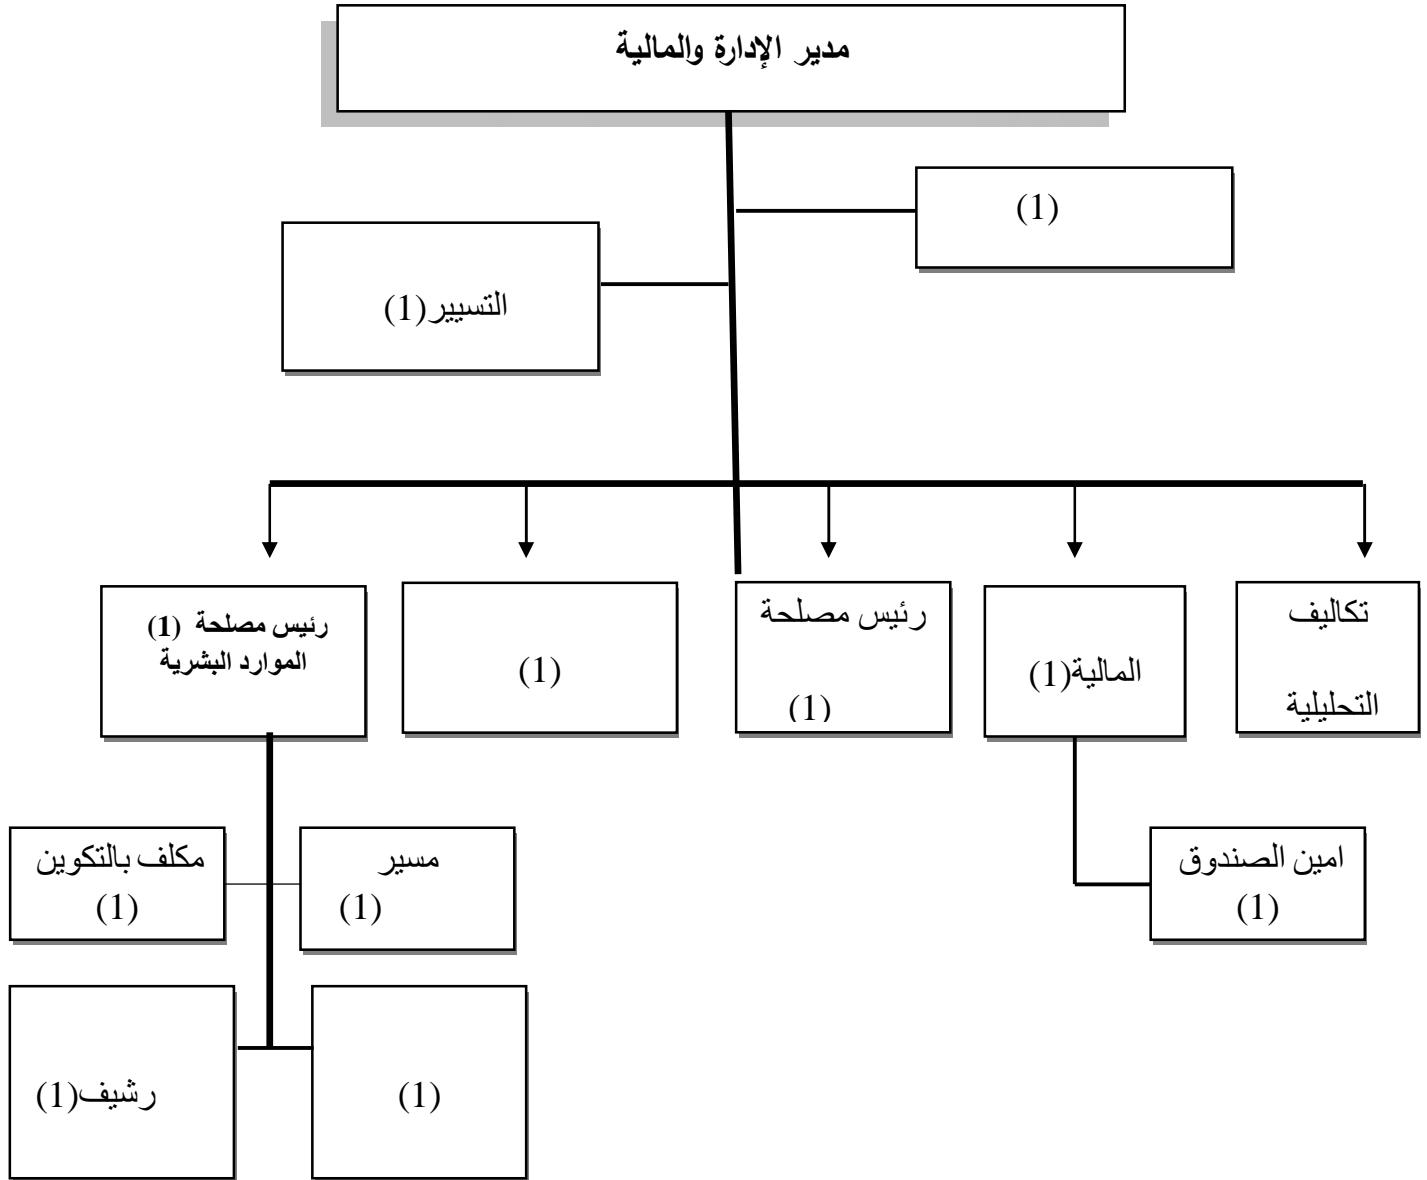 مدير الإدارة والمالية
(1)
التسيير(1)
تكاليف
التحليلية
المالية(1)
رئيس مصلحة
(1)
(1)
رئيس مصلحة (1)
الموارد البشرية
امين الصندوق
(1)
مسير
(1)
مكلف بالتكوين
(1)
(1)
رشيف(1)